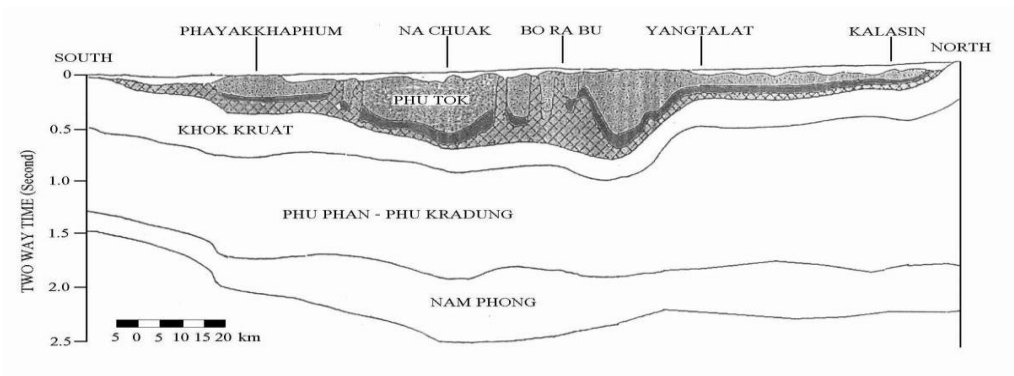 PHAYAKKHAPHUM NA CHUAK BO RA BU YANGTALAT KALASIN
SOUTH NORTH
0
PHU TOK
KHOK KRUAT
0.5
1.0
PHU PHAN - PHU KRADUNG
1.5
2.0
NAM PHONG
2.5
TWO WAY TIME (Second)
5 0 5 10 15 20 km